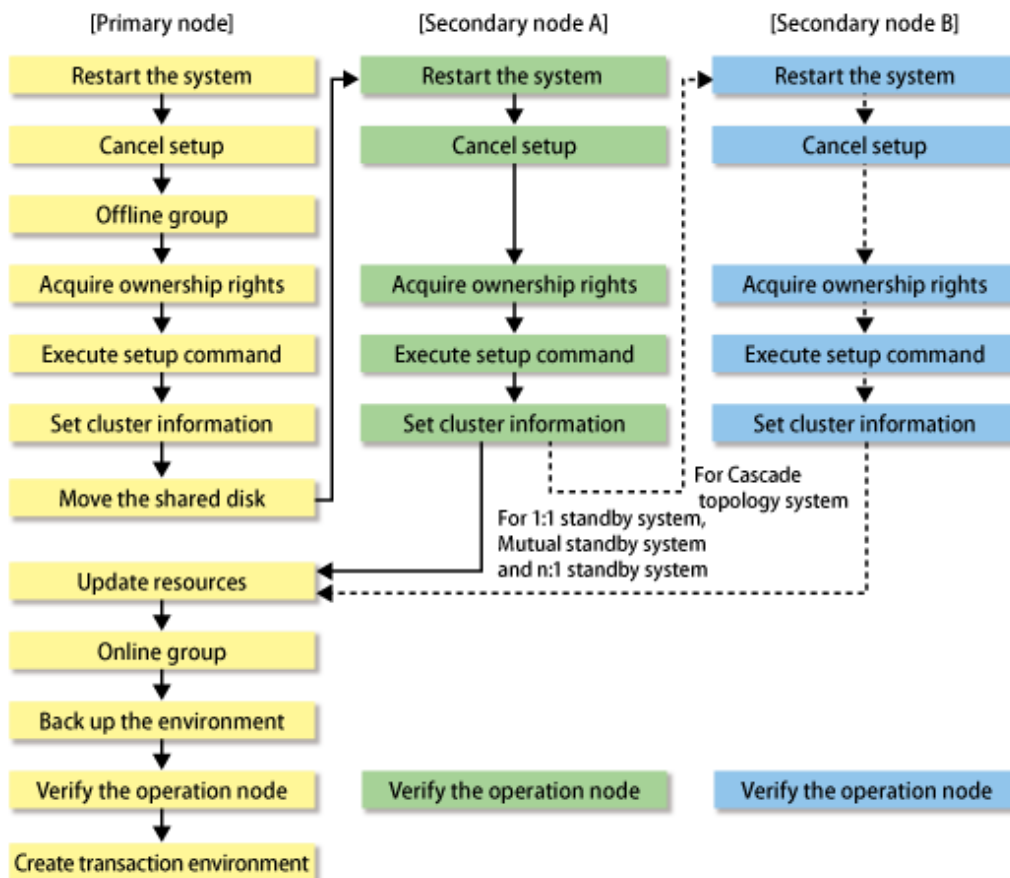 [Primary node]
[Secondary node A]
[Secondary node B]
Restart the system
Restart the system
Restart the system
Cancel setup
Cancel setup
Cancel setup
Offline group
Acquire ownership rights
Acquire ownership rights
Acquire ownership rights
Execute setup command
Execute setup command
Execute setup command
Set cluster information
Set cluster information
Set cluster information
Move the shared disk
For Cascade
topology system
For 1:1 standby system,
Mutual standby system
and n:1 standby system
Update resources
Online group
Back up the environment
Verify the operation node
Verify the operation node
Verify the operation node
Create transaction environment